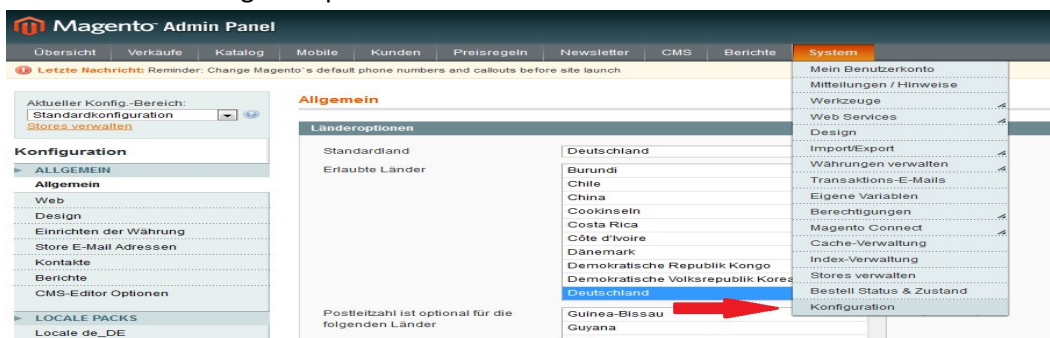 Magento Admin Panel
Übersicht Verkäufe Katalog Mobile Kunden Preisregeln Newsletter CMS Berichte System
Letzte Nachricht: Reminder: Change Magento's default phone numbers and callouts before site launch
Aktueller Konfig.-Bereich:
Standardkonfiguration
Stores verwalten
Konfiguration
ALLGEMEIN
Allgemein
Web
Design
Einrichten der Währung
Store E-Mail Adressen
Kontakte
Berichte
CMS-Editor Optionen
LOCALE PACKS
Locale de_DE
Allgemein
Länderoptionen
Standardland
Deutschland
Erlaubte Länder
Burundi
Chile
China
Cookinseln
Costa Rica
Côte d'Ivoire
Dänemark
Demokratische Republik Kongo
Demokratische Volksrepublik Korea
Deutschland
Postleitzahl ist optional für die
folgenden Länder
Guinea-Bissau
Guyana
Mein Benutzerkonto
Mitteilungen / Hinweise
Werkzeuge
Web Services
Design
Import/Export
Währungen verwalten
Transaktions-E-Mails
Eigene Variablen
Berechtigungen
Magento Connect
Cache-Verwaltung
Index-Verwaltung
Stores verwalten
Bestell Status & Zustand
Konfiguration